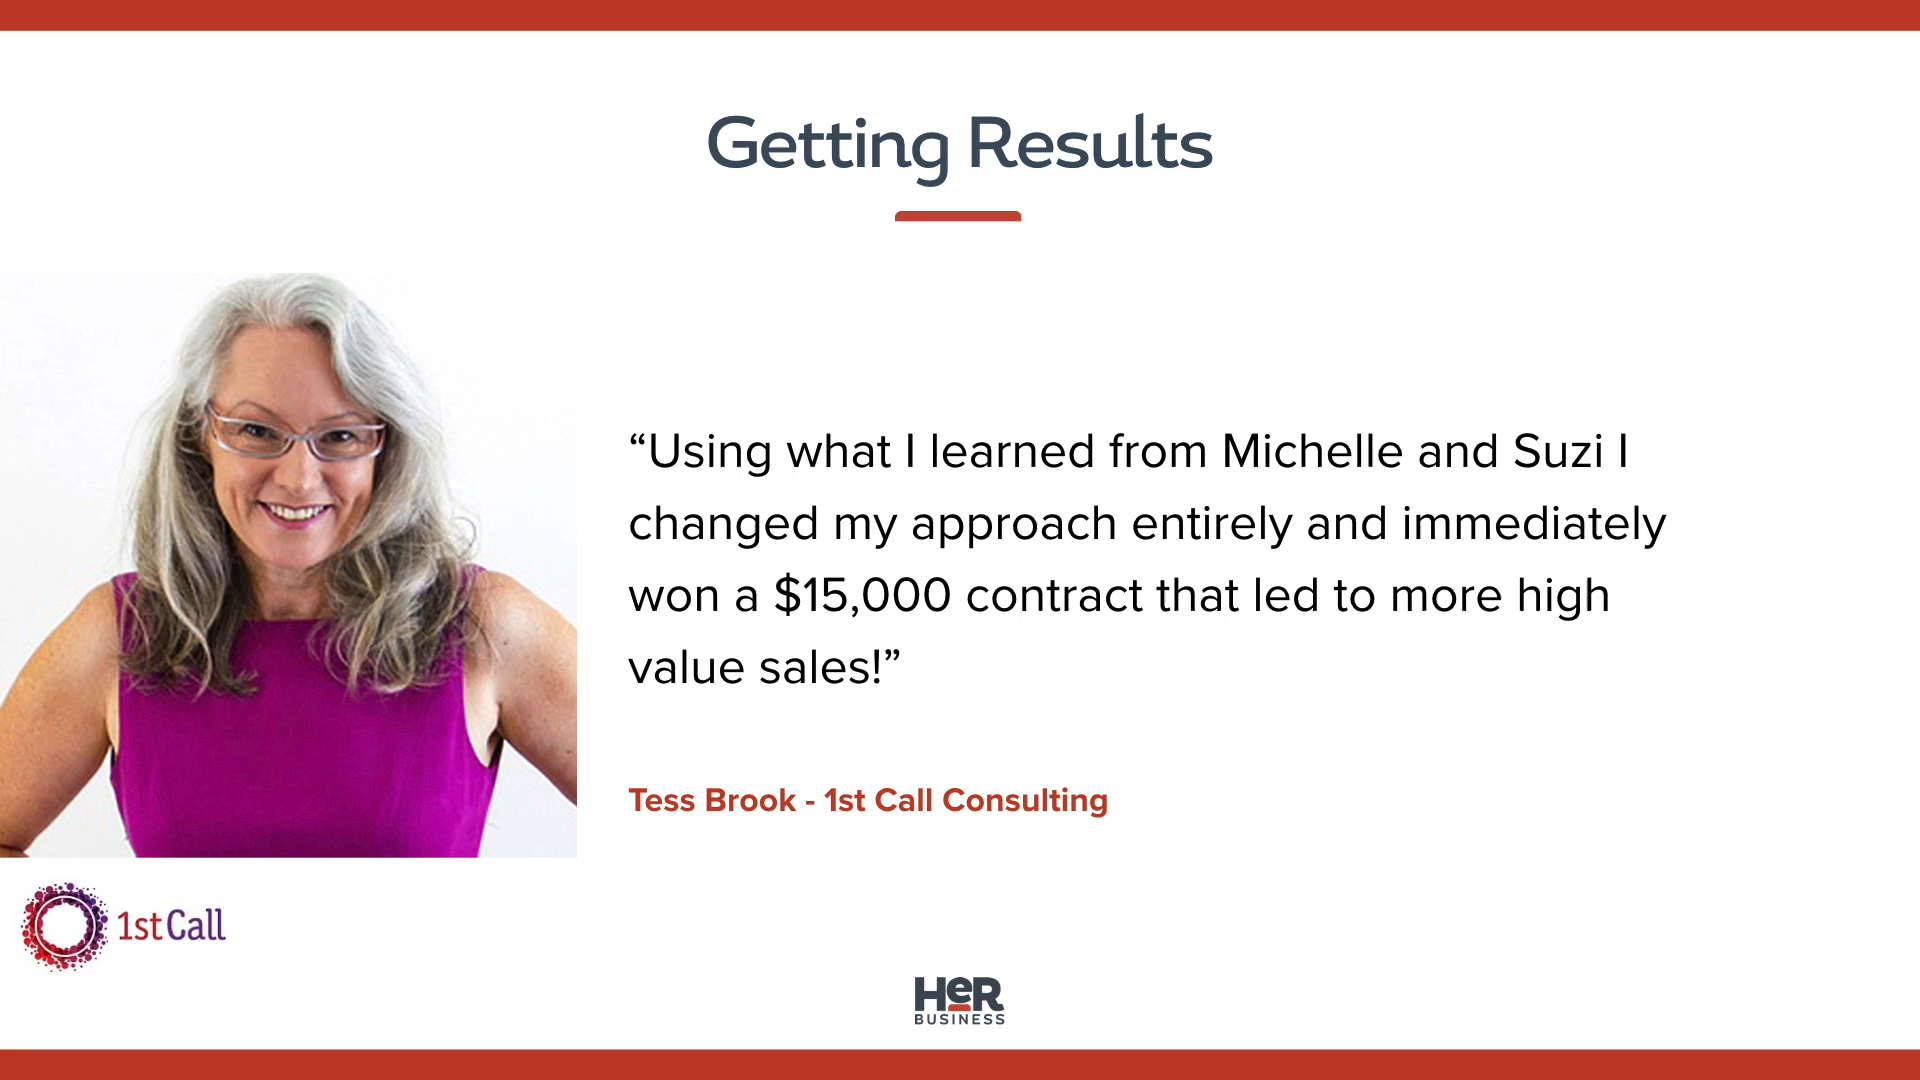 Getting Results
“Using what I learned from Michelle and Suzi I
changed my approach entirely and immediately
won a $15,000 contract that led to more high
value sales!”
Tess Brook - 1st Call Consulting
1st Call
HeR
BUSINESS